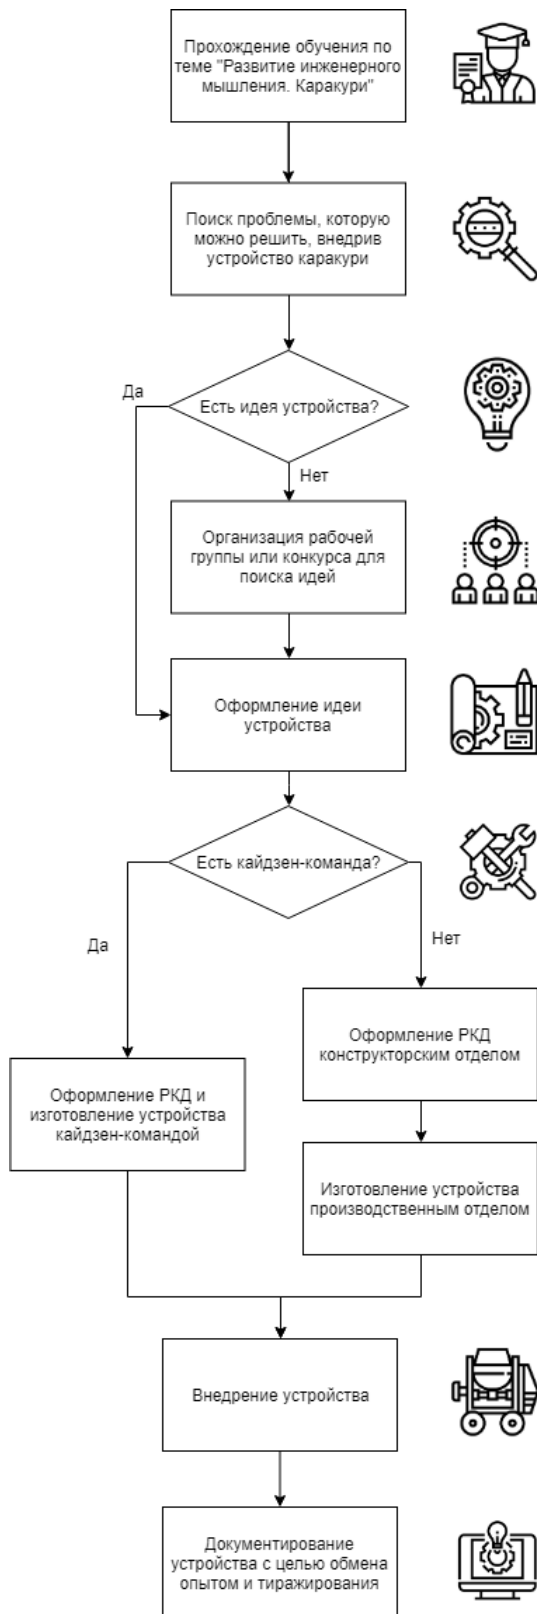 Прохождение обучения по
теме "Развитие инженерного
мышления. Каракури"
Поиск проблемы, которую
можно решить, внедрив
устройство каракури
Да
Есть идея устройства?
Нет
Организация рабочей
группы или конкурса для
поиска идей
Оформление идеи
устройства
Есть кайдзен-команда?
Да
Нет
Оформление РКД
конструкторским отделом
Оформление РКД и
изготовление устройства
кайдзен-командой
Изготовление устройства
производственным отделом
Внедрение устройства
Документирование
устройства с целью обмена
опытом и тиражирования